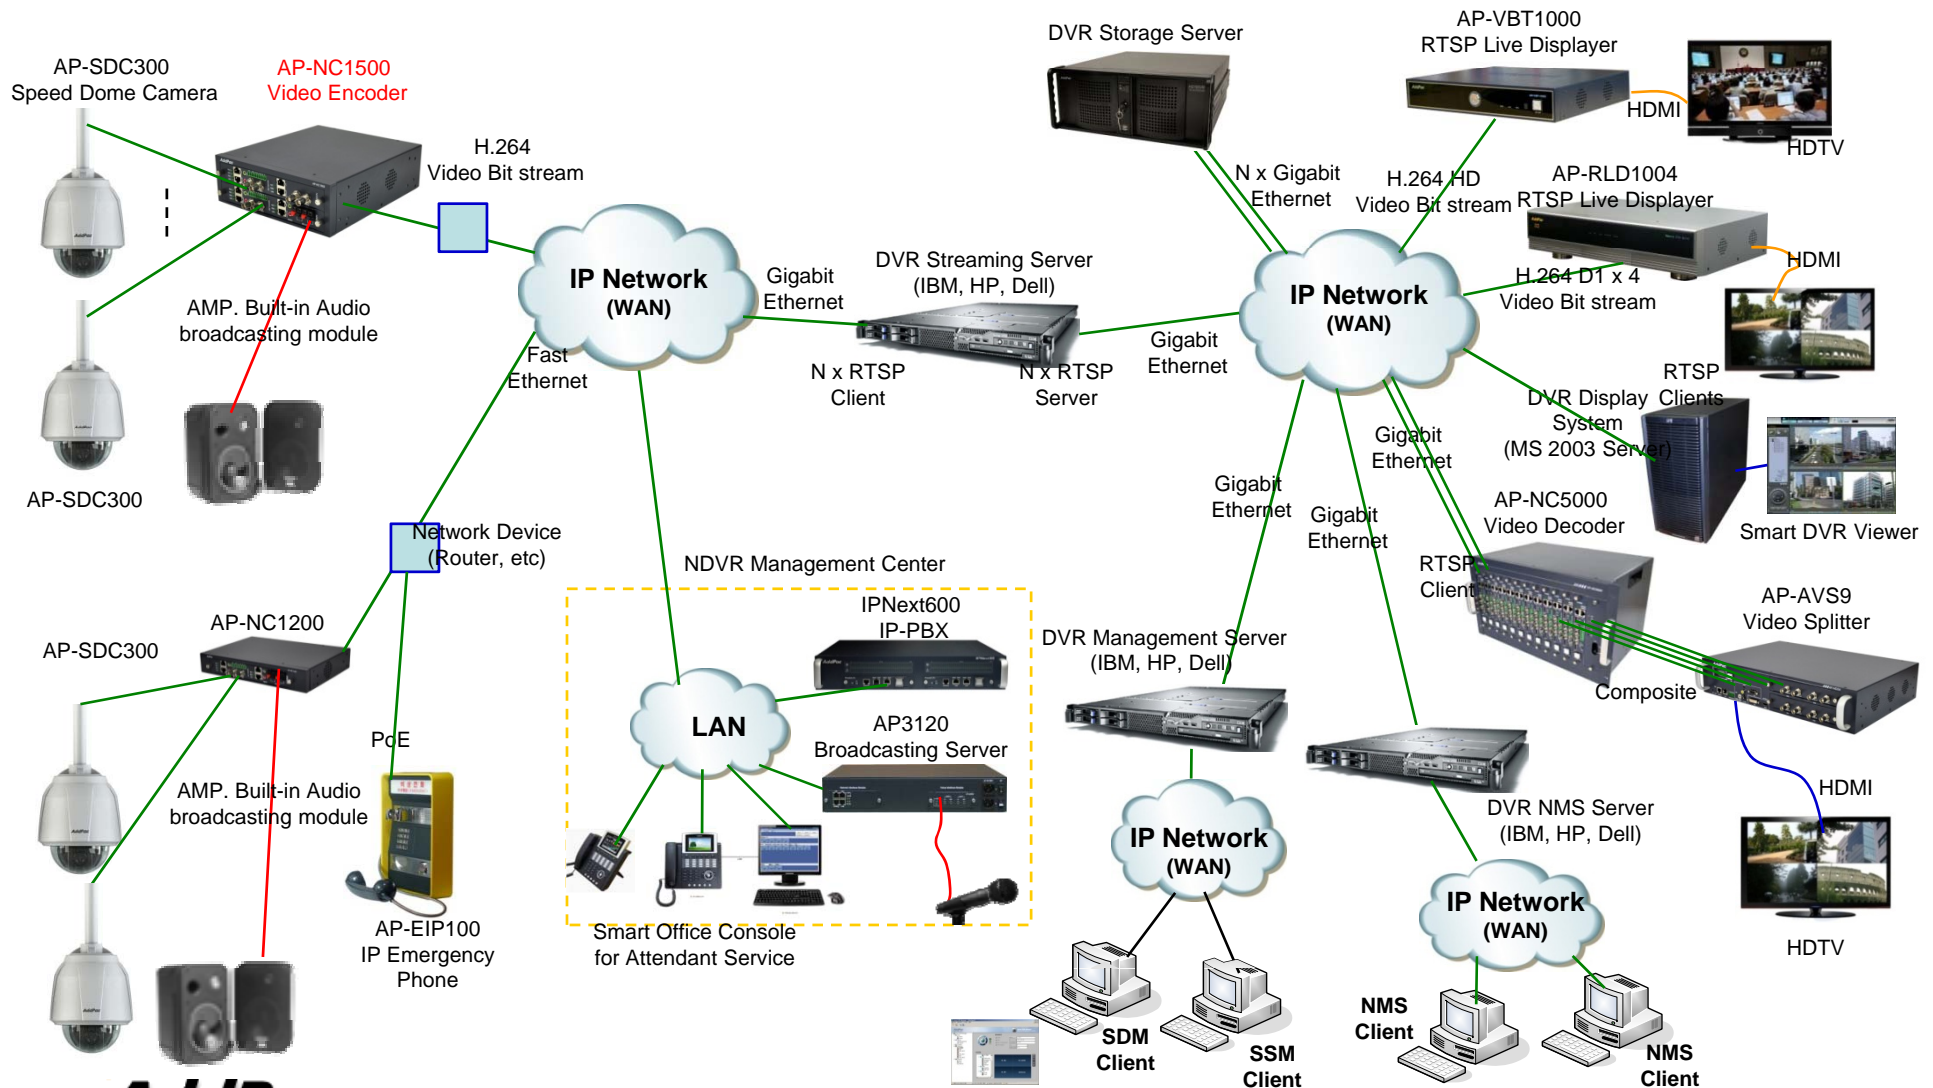 AP-SDC300
Speed Dome Camera
AP-NC1500
Video Encoder
H.264
Video Bit stream
DVR Storage Server
AP-VBT1000
RTSP Live Displayer
HDMI
HDTV
N x Gigabit
Ethernet
H.264 HD
Video Bit stream
AP-RLD1004
RTSP Live Displayer
HDMI
H.264 D1 x 4
Video Bit stream
IP Network
(WAN)
Gigabit
Ethernet
DVR Streaming Server
(IBM, HP, Dell)
IP Network
(WAN)
AMP. Built-in Audio
broadcasting module
Fast
Ethernet
N x RTSP
Client
N x RTSP
Server
Gigabit
Ethernet
RTSP
Clients
DVR Display
System
(MS 2003 Server)
Gigabit
Ethernet
Gigabit
Ethernet
Gigabit
Ethernet
AP-SDC300
AP-NC5000
Video Decoder
Smart DVR Viewer
Network Device
(Router, etc)
NDVR Management Center
RTSP
Client
IPNext600
IP-PBX
AP-AVS9
Video Splitter
AP-NC1200
AP-SDC300
DVR Management Server
(IBM, HP, Dell)
Composite
LAN
AP3120
Broadcasting Server
PoE
AMP. Built-in Audio
broadcasting module
HDMI
DVR NMS Server
(IBM, HP, Dell)
IP Network
(WAN)
AP-EIP100
IP Emergency
Phone
Smart Office Console
for Attendant Service
IP Network
(WAN)
HDTV
SDM
Client
SSM
Client
NMS
Client
NMS
Client